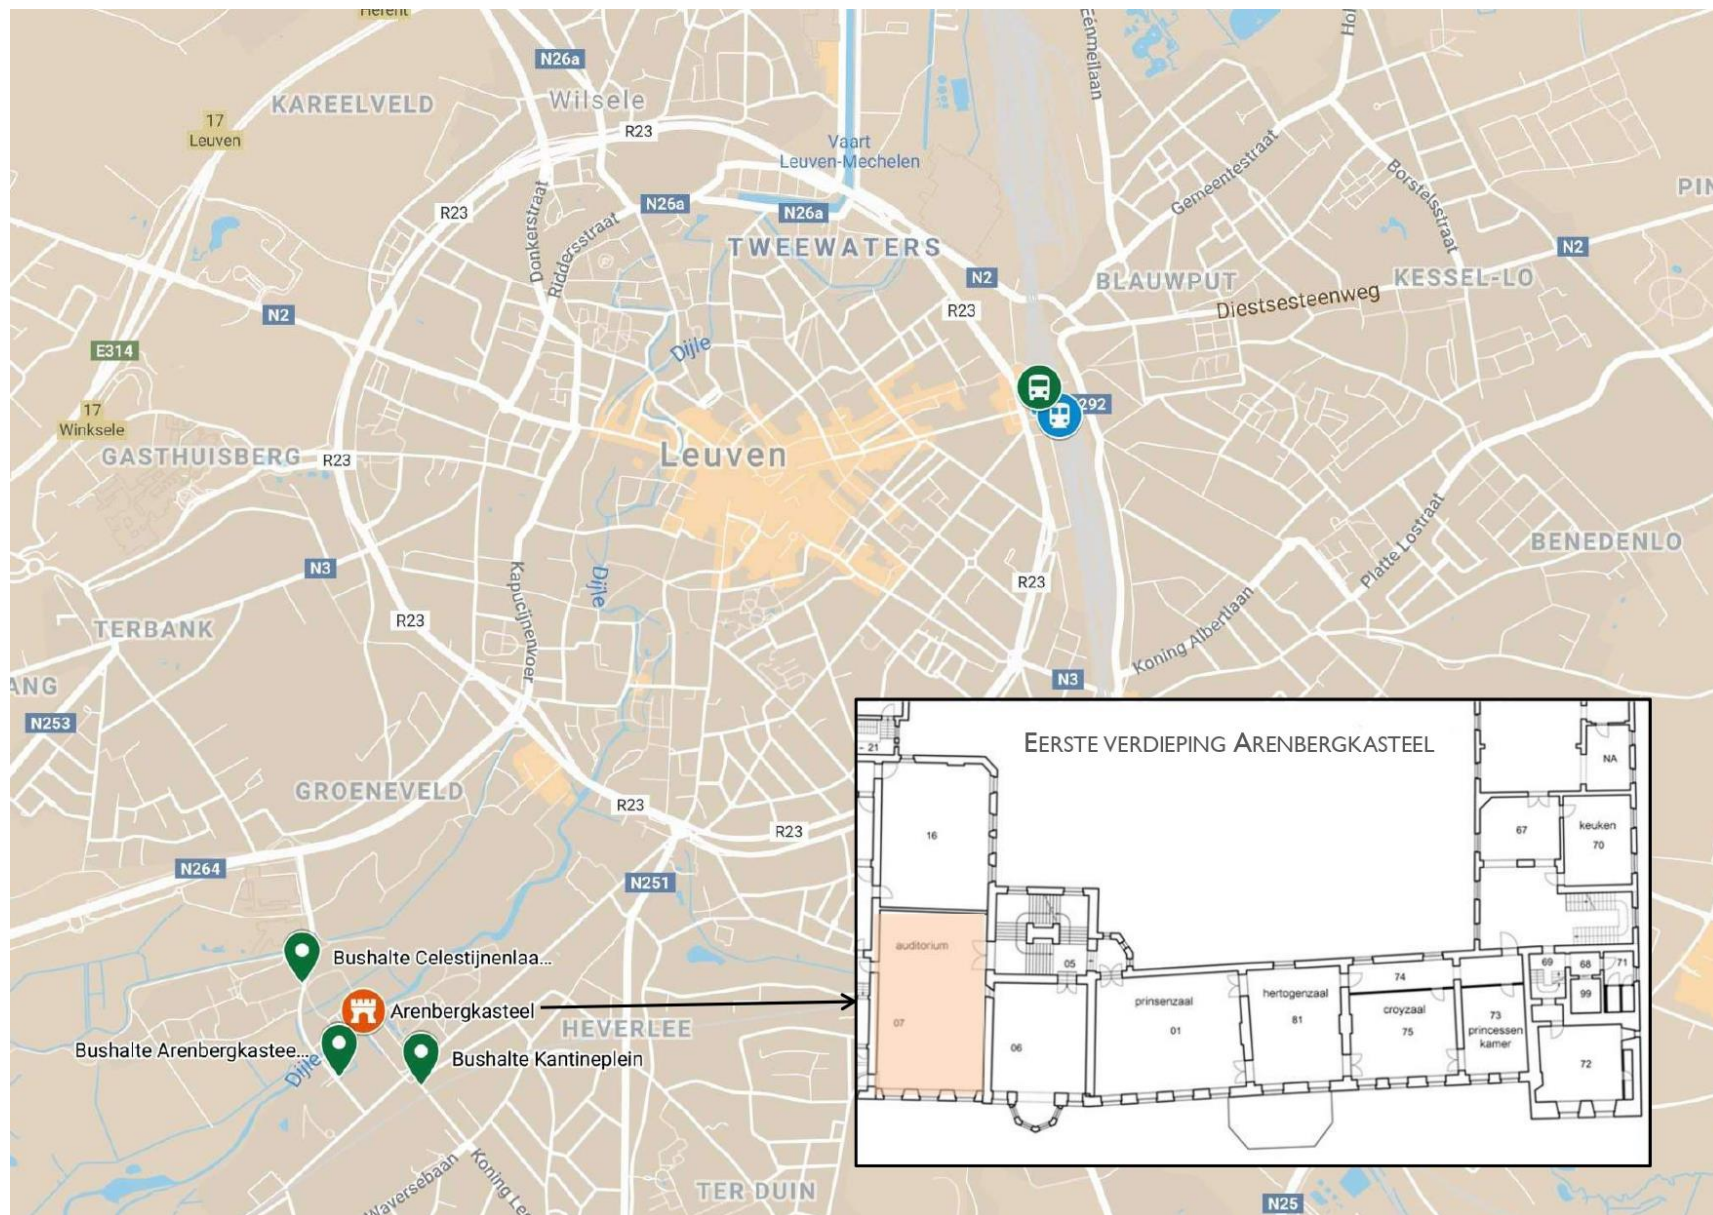 Herent
N26a
Eénmeilaan
KAREELVELD
Wilsele
17
Leuven
R23
Vaart
Leuven-Mechelen
Gemeentestraat
Borstelsstraat
R23
N26a
N26a
Donkerstraat
Riddersstraat
TWEEWATERS
N2
N2
BLAUWPUT
KESSEL-LO
N2
R23
Diestsesteenweg
E314
Dijle
17
Winksele
292
GASTHUISBERG
R23
Leuven
Platte Lostraat
BENEDENLO
N3
Kapucijnenvoer
Dijle
R23
R23
TERBANK
Koning Albertlaan
N3
N253
GROENEVELD
R23
R23
N264
N251
Bushalte Celestijnenlaa...
Arenbergkasteel
HEVERLEE
Bushalte Arenbergkastee...
Dijle
Bushalte Kantineplein
Waversebaan
TER DUIN
N25
EERSTE VERDIEPING ARENBERGKASTEEL
21
NA
16
67
keuken
70
auditorium
05
69
68
71
74
99
prinsenzaal
hertogenzaal
croyzaal
07
01
81
75
73
princessen
kamer
06
72